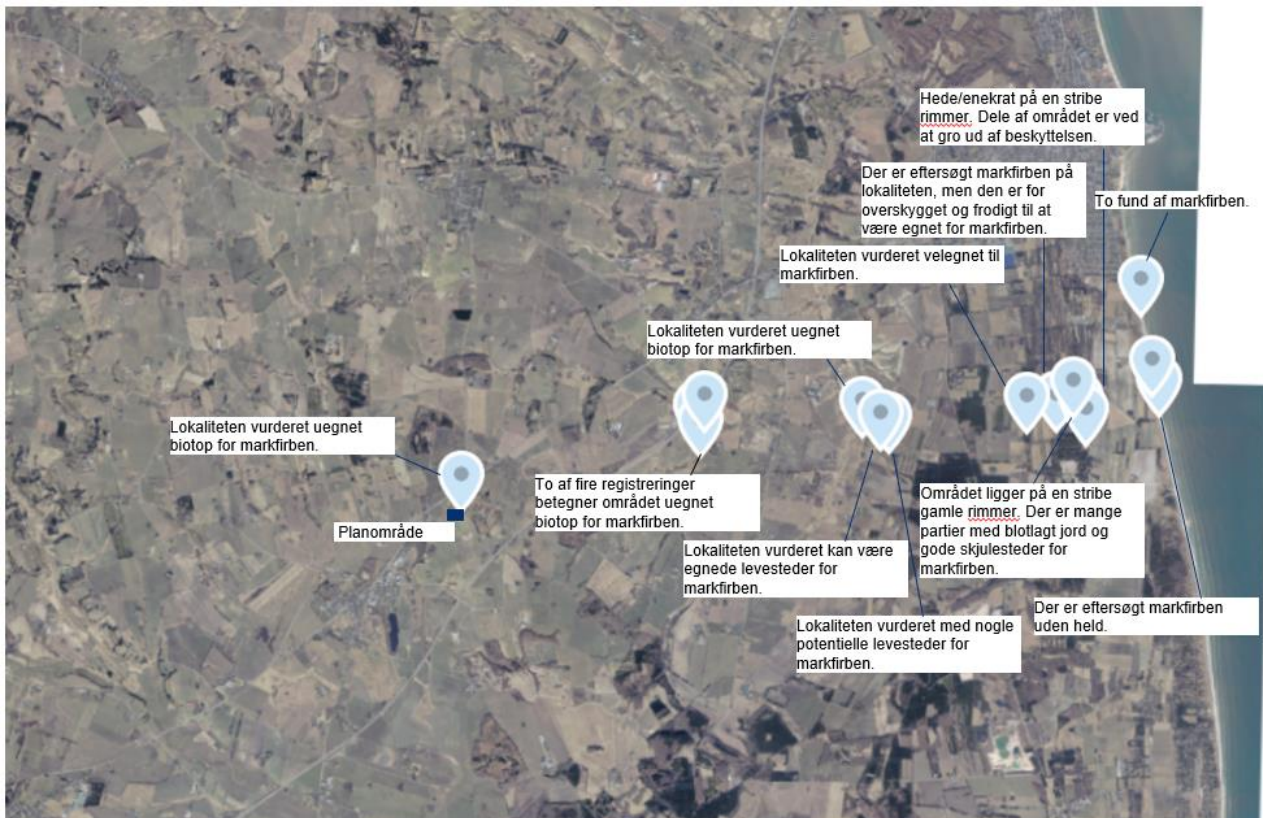 Hede/enekrat på en stribe
rimmer. Dele af området er ved
at gro ud af beskyttelsen.
Der er eftersøgt markfirben på
lokaliteten, men den er for
overskygget og frodigt til at
være egnet for markfirben.
To fund af markfirben.
Lokaliteten vurderet velegnet til
markfirben.
Lokaliteten vurderet uegnet
biotop for markfirben.
Lokaliteten vurderet uegnet
biotop for markfirben.
To af fire registreringer
betegner området uegnet
biotop for markfirben.
Planområde
Området ligger på en stribe
gamle rimmer. Der er mange
partier med blotlagt jord og
gode skjulesteder for
markfirben.
Lokaliteten vurderet kan være
egnede levesteder for
markfirben.
Der er eftersøgt markfirben
uden held.
Lokaliteten vurderet med nogle
potentielle levesteder for
markfirben.